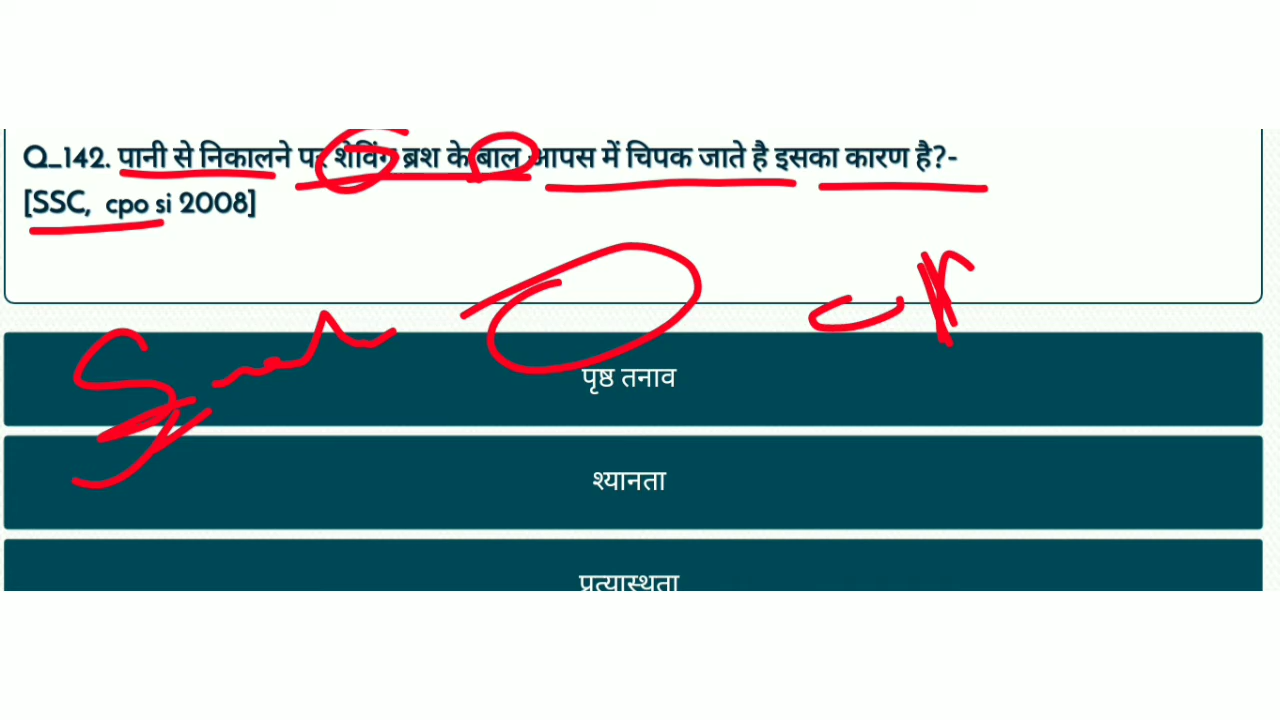 Q_142. पानी से निकालने पर शेविंग ब्रश के बाल आपस में चिपक जाते है इसका कारण है?-
[SSC, cpo si 2008]
पृष्ठ तनाव
श्यानता
प्रत्यास्थता